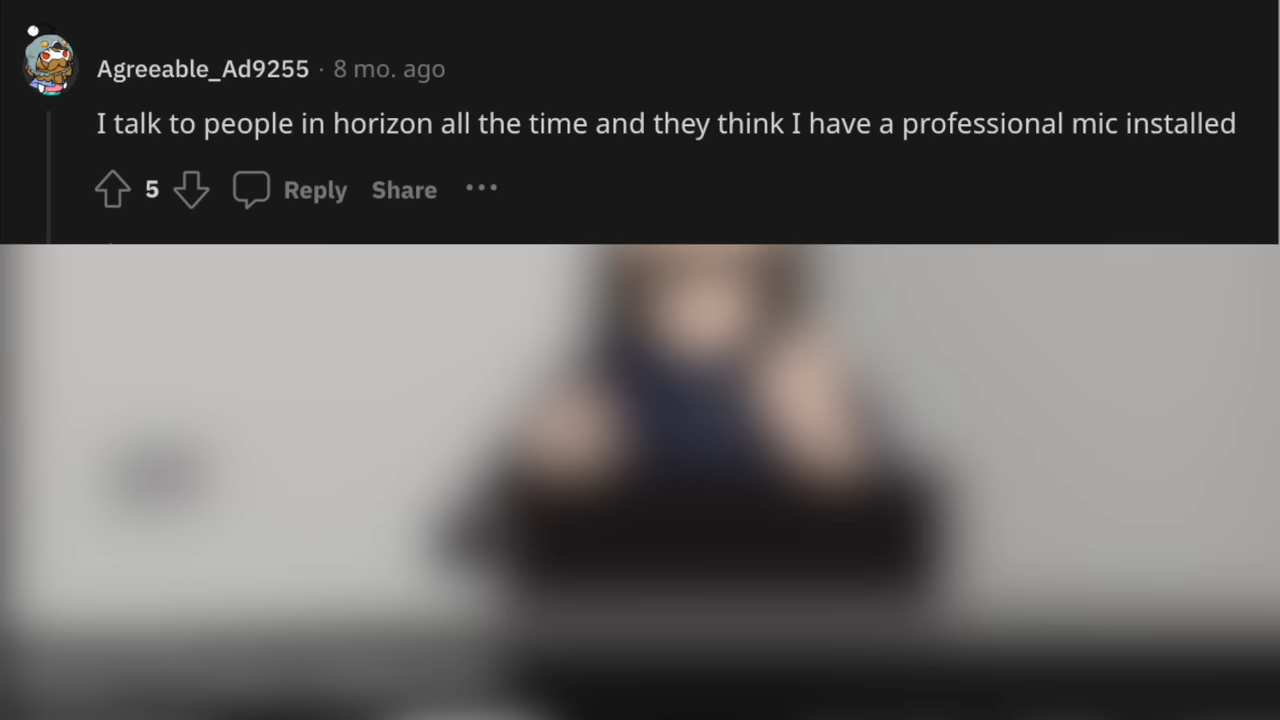 Agreeable_Ad9255 · 8 mo. ago
I talk to people in horizon all the time and they think I have a professional mic installed
5 Reply Share ···